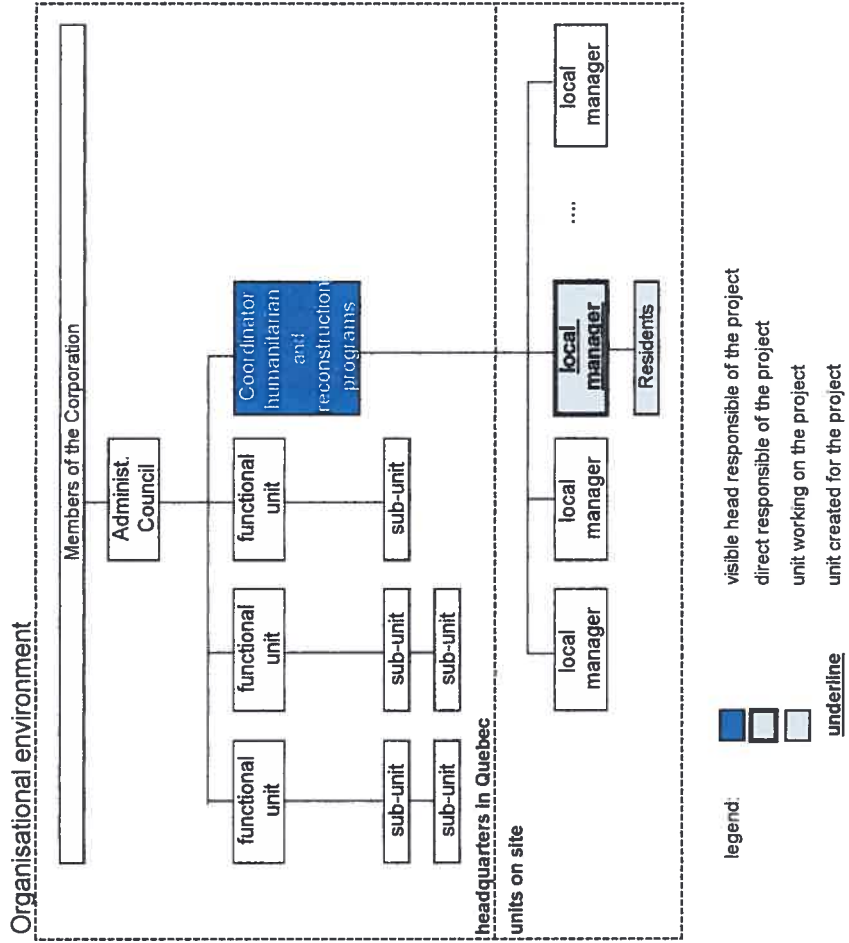 Organisational environment
Members of the Corporation
Administ.
Council
functional
unit
functional
unit
functional
unit
Coordinator
humanitarian
and
reconstruction
programs
sub-unit
sub-unit
sub-unit
sub-unit
sub-unit
headquarters in Quebec
units on site
local
manager
local
manager
local
manager
....
local
manager
Residents
legend:
visible head responsible of the project
direct responsible of the project
unit working on the project
underline
unit created for the project